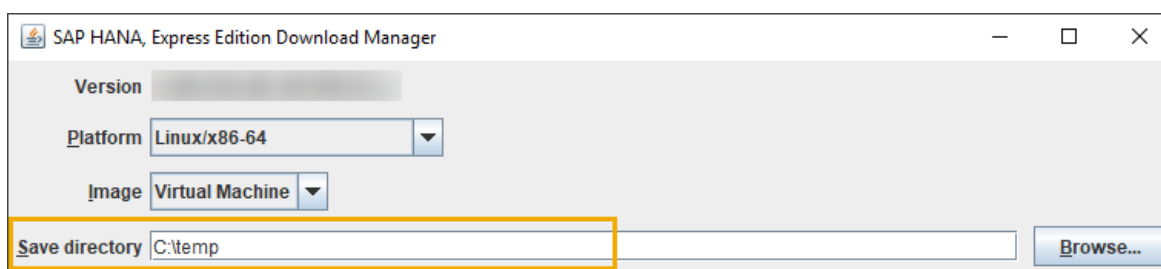 SAP HANA, Express Edition Download Manager
Version
Platform Linux/x86-64
Image Virtual Machine
Save directory C:\temp Browse...